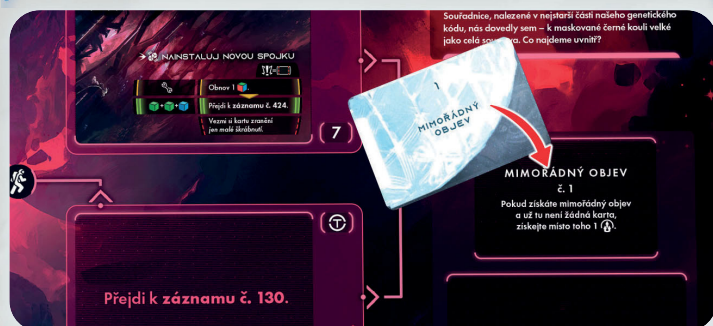 Souřadnice, nalezené v nejstarší části našeho genetického
kódu, nás dovedly sem – k maskované černé kouli velké
jako celá soustava. Co najdeme uvnitř?
NAINSTALUJ NOVOU SPOJKU
Obnov 1
Přejdi k záznamu č. 424.
Vezmi si kartu zranění
jen malé škrábnutí.
7
1
MIMOŘÁDNÝ
OBJEV
MIMOŘÁDNÝ OBJEV
č. 1
Pokud získáte mimořádný objev
a už tu není žádná karta,
získejte místo toho 1
T
Přejdi k záznamu č. 130.